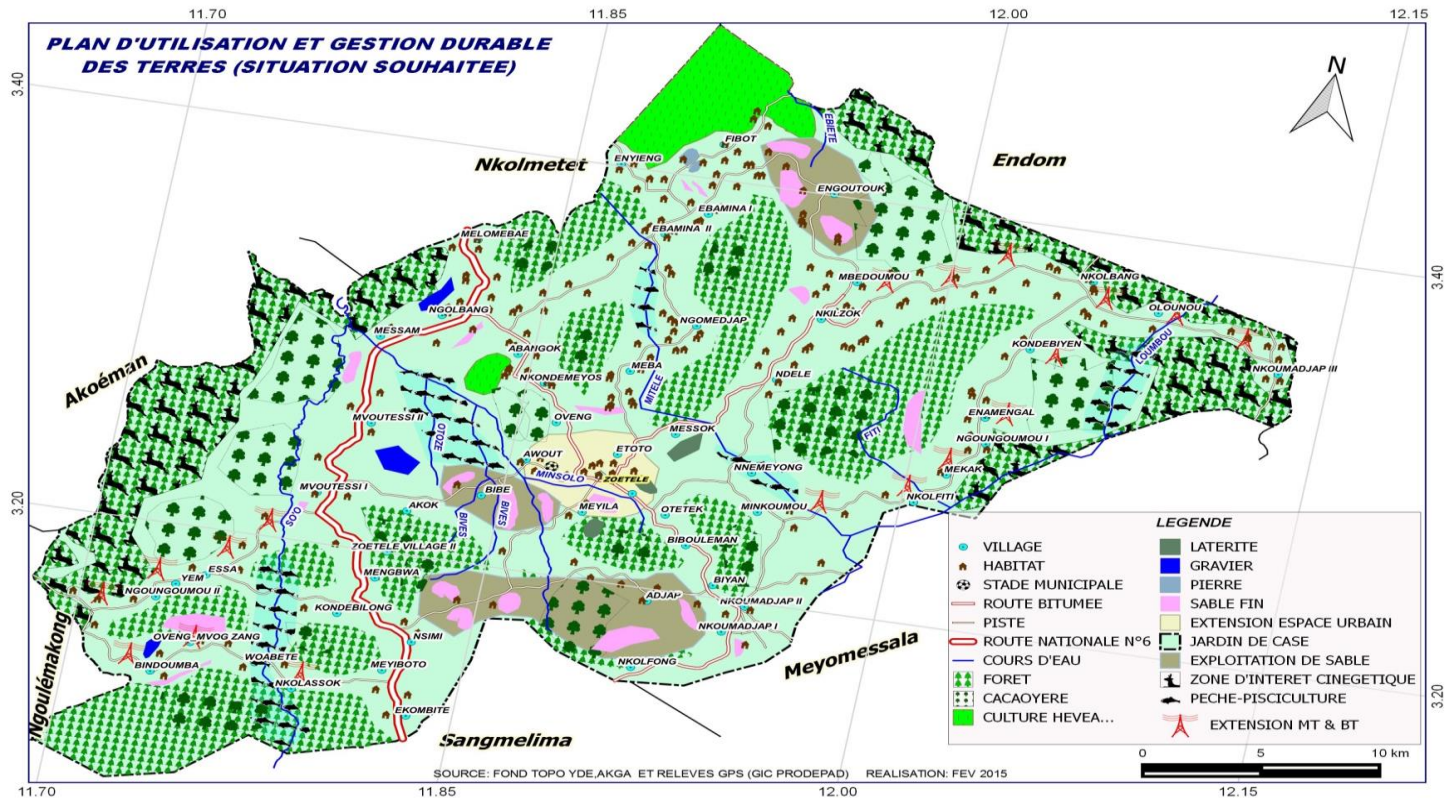 11.70
11.85
12.00
12.15
PLAN D'UTILISATION ET GESTION DURABLE
DES TERRES (SITUATION SOUHAITEE)
N
3.40
3.40
3.20
3.20
Nkolmetet
Endom
Akoéman
Ngoulémakong
Sangmelima
Meyomessala
EBIETE
FIBOT
ENYIENG
ENGOUTOUK
EBAMINA I
EBAMINA II
MELOMEBAE
MBEDOUMOU
NKOLBANG
OLOUNOU
NGOLBANG
NGOMEDJAP
NKILZOK
MESSAM
KONDEBIYEN
LOUMBOU
ABANGOK
MEBA
NKOUMADJAP III
NKONDEMEYOS
NDELE
MITELE
MVOUTESSI II
OTOZE
OVENG
MESSOK
FITI
ENAMENGAL
NGOUNGOUMOU I
ETOTO
AWOUT
MINSOLO
ZOETELE
NNEMEYONG
MEKAK
MVOUTESSI I
BIBE
NKOLFITI
SOO
AKOK
BIVES
BIVES
MEYILA
OTETEK
MINKOUMOU
ZOETELE VILLAGE II
BIBOULEMAN
ESSA
YEM
MENGBWA
BIYAN
NGOUNGOUMOU II
KONDEBILONG
ADJAP
NKOUMADJAP II
NKOUMADJAP I
OVENG-MVOG ZANG
NSIMI
WOABETE
BINDOUMBA
MEYIBOTO
NKOLFONG
NKOLASSOK
EKOMBITE
LEGENDE
VILLAGE
HABITAT
STADE MUNICIPALE
ROUTE BITUMEE
PISTE
ROUTE NATIONALE N°6
COURS D'EAU
FORET
CACAOYERE
CULTURE HEVEA...
LATERITE
GRAVIER
PIERRE
SABLE FIN
EXTENSION ESPACE URBAIN
JARDIN DE CASE
EXPLOITATION DE SABLE
ZONE D'INTERET CINEGETIQUE
PECHE-PISCICULTURE
EXTENSION MT & BT
0 5 10 km
SOURCE: FOND TOPO YDE,AKGA ET RELEVES GPS (GIC PRODEPAD) REALISATION: FEV 2015
11.70
11.85
12.00
12.15